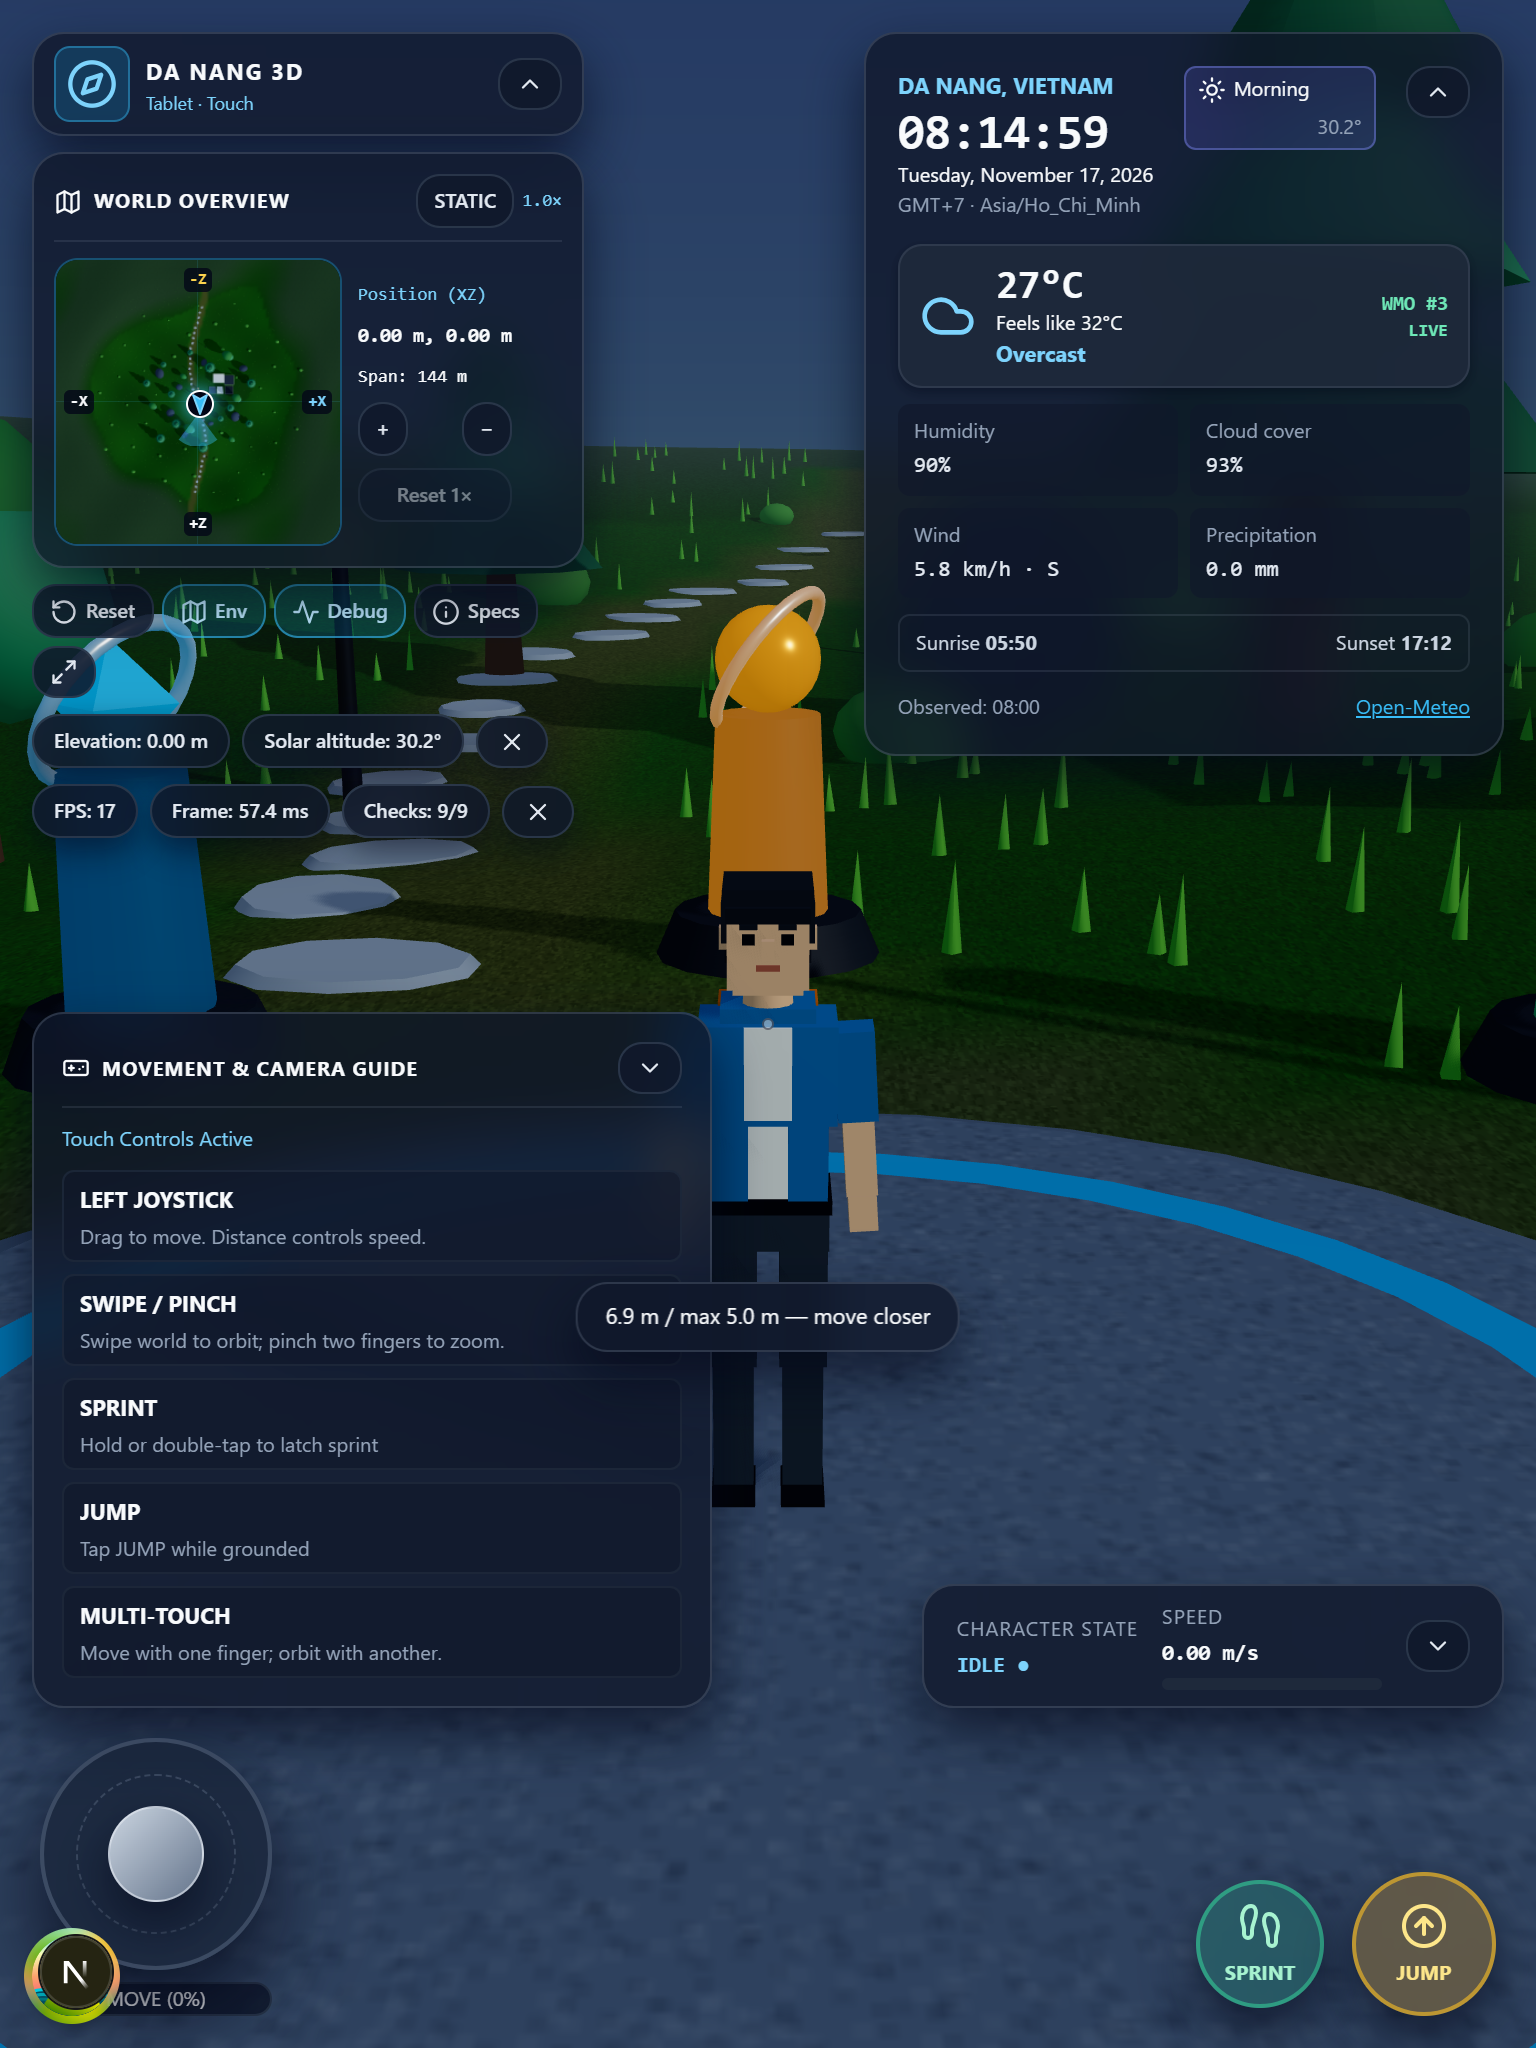 DA NANG 3D
Tablet · Touch
WORLD OVERVIEW
STATIC
1.0×
-Z
-X
+X
+Z
Position (XZ)
0.00 m, 0.00 m
Span: 144 m
+
−
Reset 1×
Reset
Env
Debug
Specs
Elevation: 0.00 m
Solar altitude: 30.2°
FPS: 17
Frame: 57.4 ms
Checks: 9/9
DA NANG, VIETNAM
08:14:59
Tuesday, November 17, 2026
GMT+7 · Asia/Ho_Chi_Minh
Morning
30.2°
27°C
Feels like 32°C
Overcast
WMO #3
LIVE
Humidity
90%
Cloud cover
93%
Wind
5.8 km/h · S
Precipitation
0.0 mm
Sunrise 05:50
Sunset 17:12
Observed: 08:00
Open-Meteo
MOVEMENT & CAMERA GUIDE
Touch Controls Active
LEFT JOYSTICK
Drag to move. Distance controls speed.
SWIPE / PINCH
Swipe world to orbit; pinch two fingers to zoom.
SPRINT
Hold or double-tap to latch sprint
JUMP
Tap JUMP while grounded
MULTI-TOUCH
Move with one finger; orbit with another.
6.9 m / max 5.0 m — move closer
CHARACTER STATE
IDLE
SPEED
0.00 m/s
N
MOVE (0%)
SPRINT
JUMP